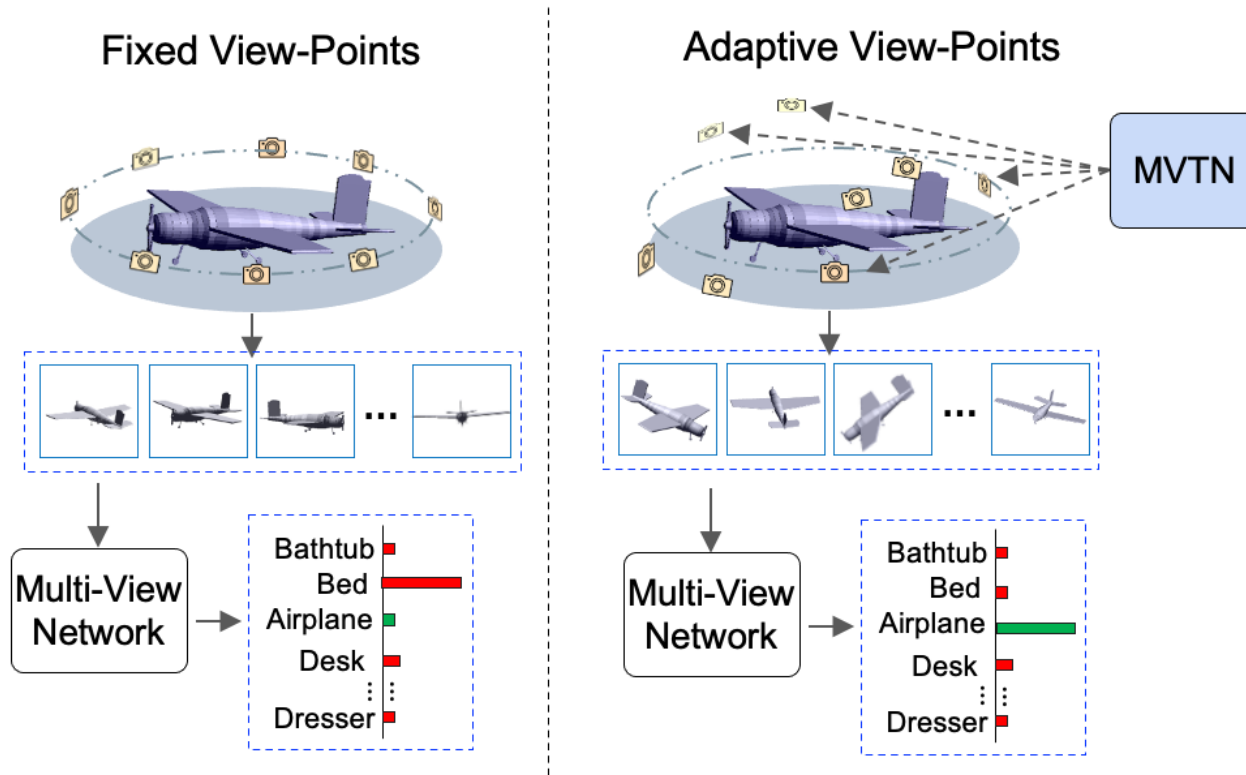 Fixed View-Points
Adaptive View-Points
MVTN
...
...
Multi-View
Network
Bathtub
Bed
Airplane
Desk
Dresser
Multi-View
Network
Bathtub
Bed
Airplane
Desk
Dresser